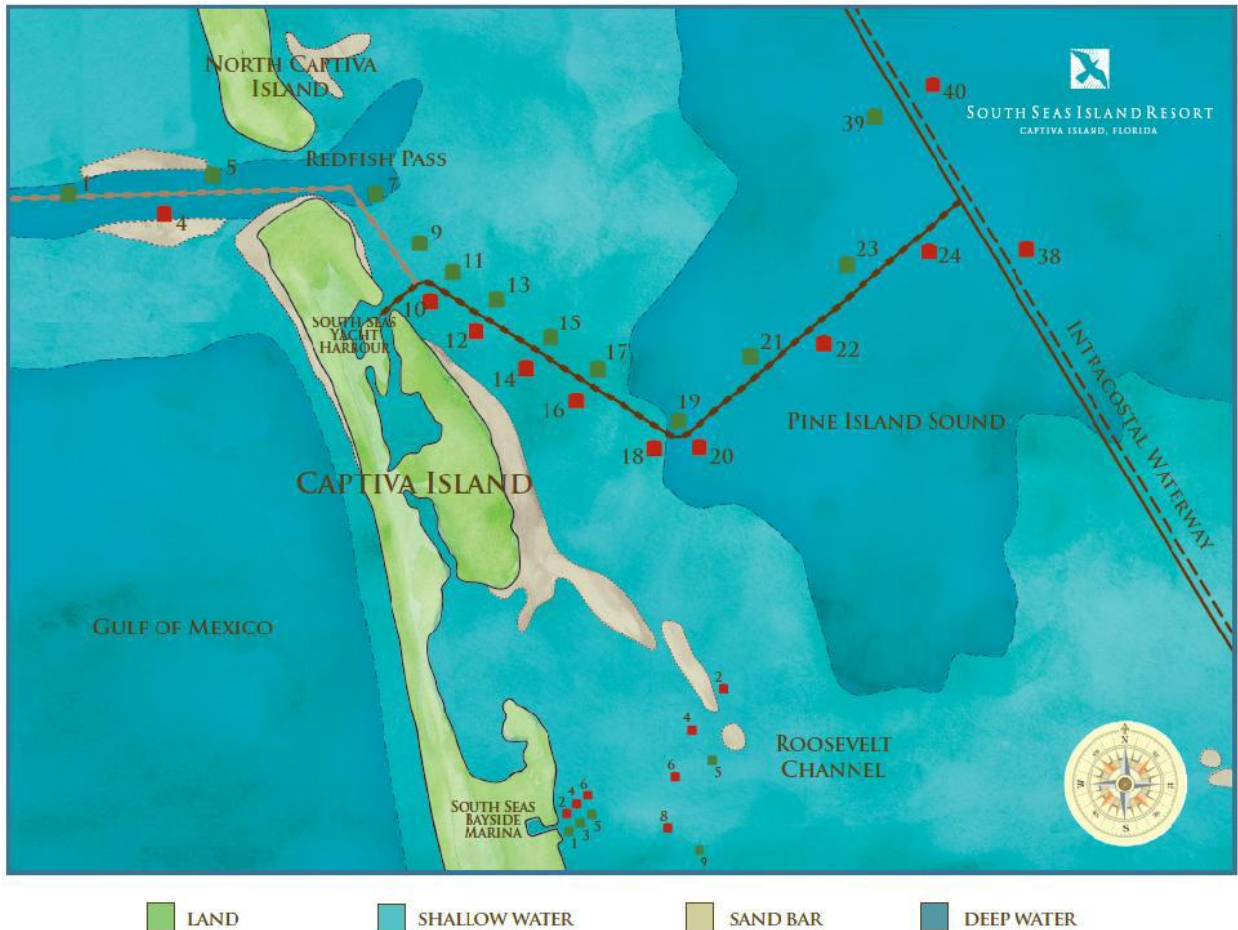 NORTH CAPTIVA
ISLAND
SOUTH SEAS ISLAND RESORT
CAPTIVA ISLAND, FLORIDA
40
39
REDFISH PASS
1
5
7
4
9
11
13
10
12
15
14
17
16
19
18
20
21
22
23
24
38
SOUTH SEAS
YACHT
HARBOUR
INTRACOSTAL WATERWAY
PINE ISLAND SOUND
CAPTIVA ISLAND
GULF OF MEXICO
2
4
5
6
8
9
ROOSEVELT
CHANNEL
SOUTH SEAS
BAYSIDE
MARINA
2
4
6
1
3
5
N
W
E
S
LAND
SHALLOW WATER
SAND BAR
DEEP WATER